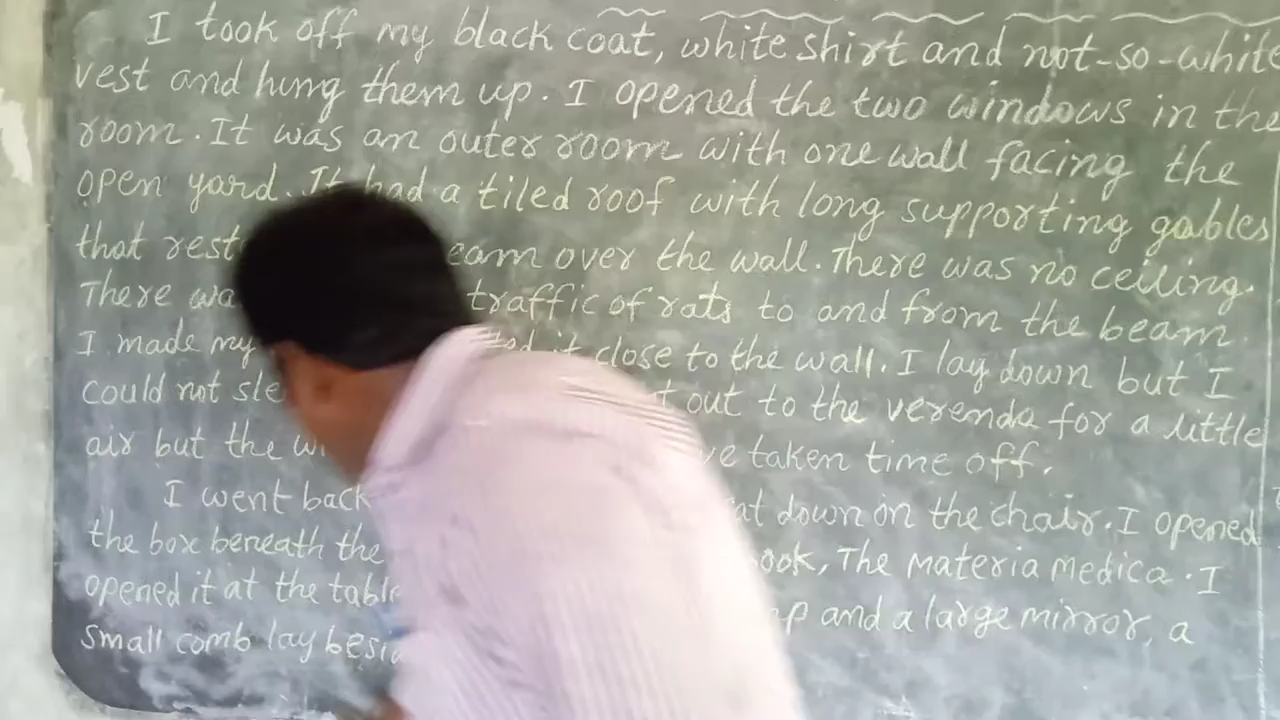 I took off my black coat, white shirt and not-so-white
vest and hung them up. I opened the two windows in the
room. It was an outer room with one wall facing the
open yard. It had a tiled roof with long supporting gables
that over the wall. There was no ceiling.
There traffic of rats to and from the beam.
I made my it close to the wall. I lay down but I
could not out to the verenda for a little
air but the taken time off.
I went back down on the chair. I opened
the box beneath the The Materia Medica. I
opened it at the and a large mirror, a
small comb lay